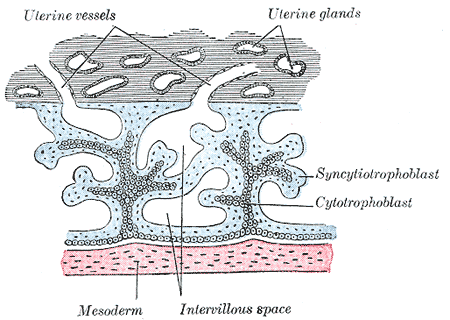 Uterine vessels
Uterine glands
Syncytiotrophoblast
Cytotrophoblast
Mesoderm
Intervillous space